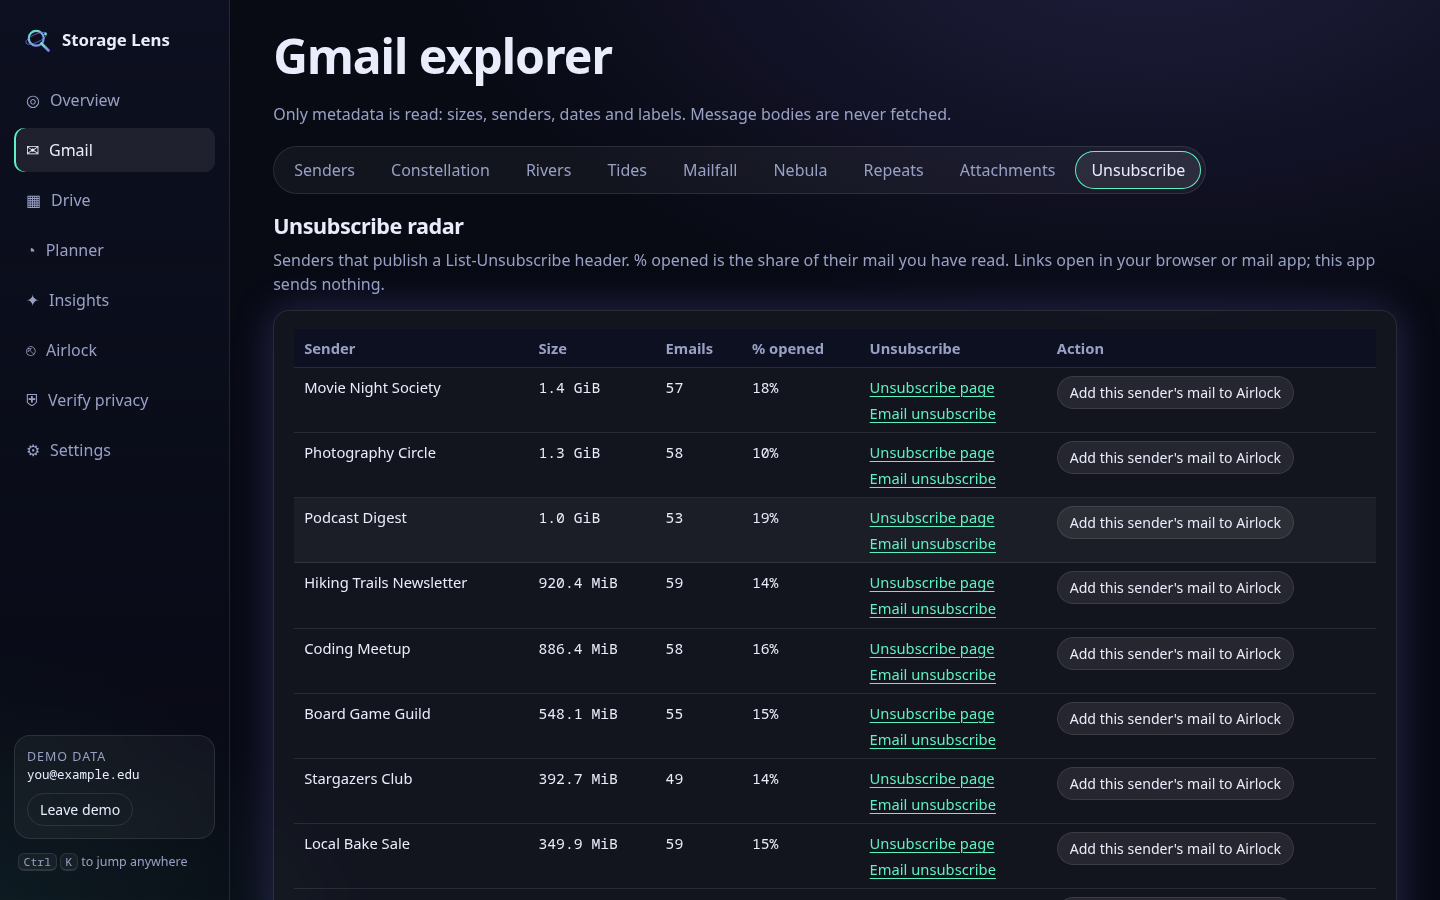 Storage Lens
Overview
Gmail
Drive
Planner
Insights
Airlock
Verify privacy
Settings
DEMO DATA
you@example.edu
Leave demo
Ctrl K to jump anywhere
Gmail explorer
Only metadata is read: sizes, senders, dates and labels. Message bodies are never fetched.
Senders Constellation Rivers Tides Mailfall Nebula Repeats Attachments Unsubscribe
Unsubscribe radar
Senders that publish a List-Unsubscribe header. % opened is the share of their mail you have read. Links open in your browser or mail app; this app
sends nothing.
Sender Size Emails % opened Unsubscribe Action
Movie Night Society 1.4 GiB 57 18% Unsubscribe page Add this sender's mail to Airlock
Email unsubscribe
Photography Circle 1.3 GiB 58 10% Unsubscribe page Add this sender's mail to Airlock
Email unsubscribe
Podcast Digest 1.0 GiB 53 19% Unsubscribe page Add this sender's mail to Airlock
Email unsubscribe
Hiking Trails Newsletter 920.4 MiB 59 14% Unsubscribe page Add this sender's mail to Airlock
Email unsubscribe
Coding Meetup 886.4 MiB 58 16% Unsubscribe page Add this sender's mail to Airlock
Email unsubscribe
Board Game Guild 548.1 MiB 55 15% Unsubscribe page Add this sender's mail to Airlock
Email unsubscribe
Stargazers Club 392.7 MiB 49 14% Unsubscribe page Add this sender's mail to Airlock
Email unsubscribe
Local Bake Sale 349.9 MiB 59 15% Unsubscribe page Add this sender's mail to Airlock
Email unsubscribe